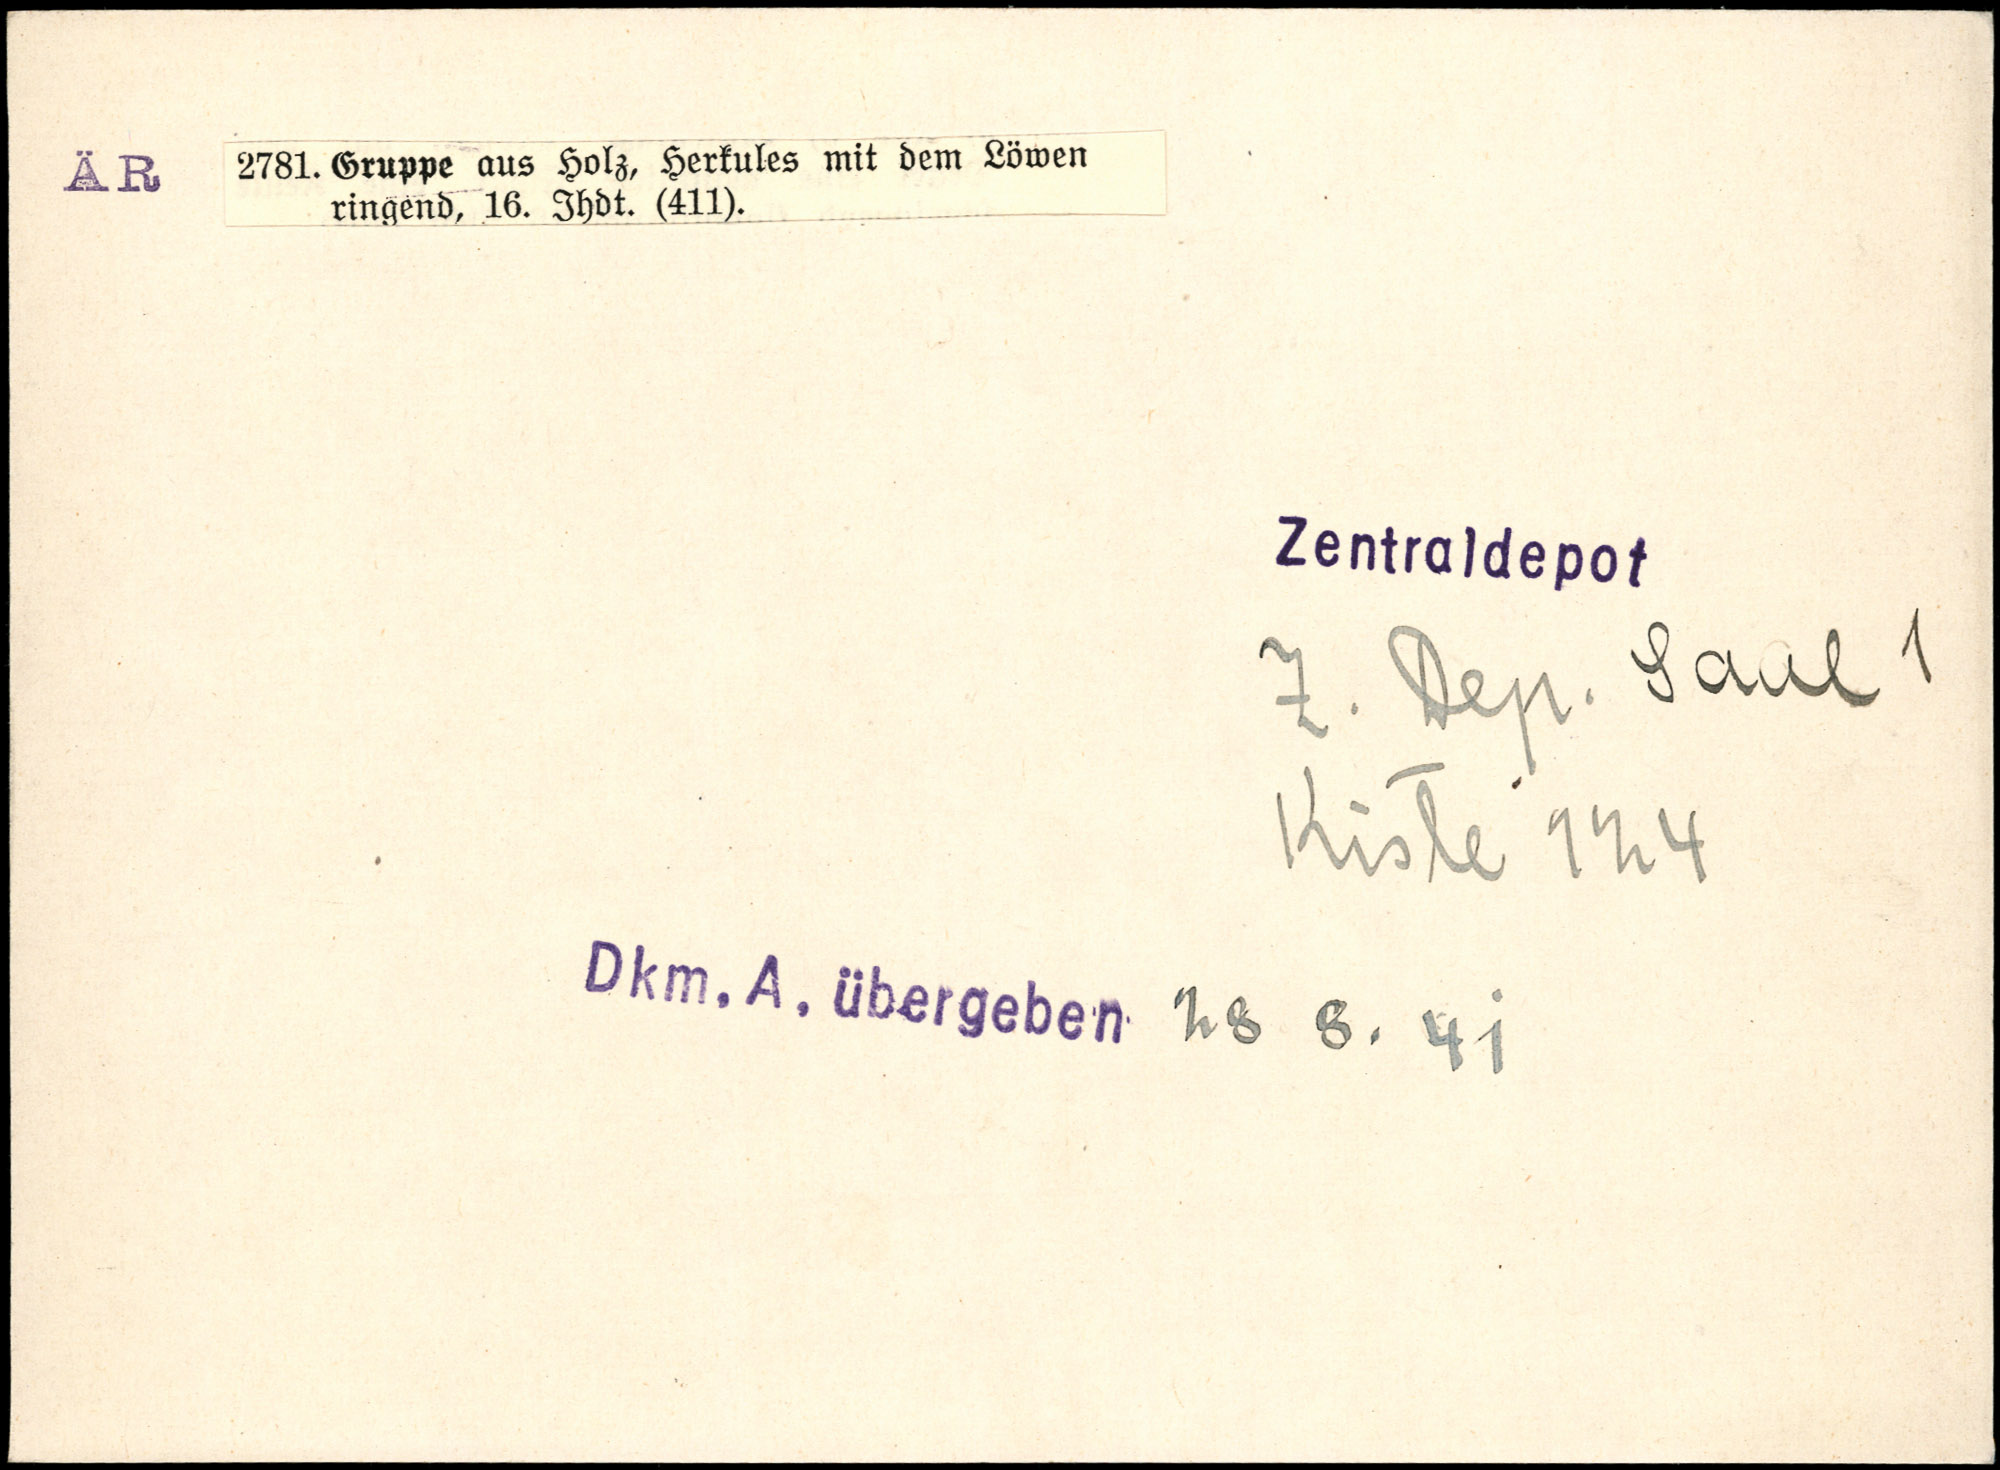 ÄR
2781. Gruppe aus Holz, Herkules mit dem Löwen
ringend, 16. Jhdt. (411).
Zentraldepot
Z. Dep. Saal 1
Kiste 124
Dkm. A. übergeben 28 8. 41